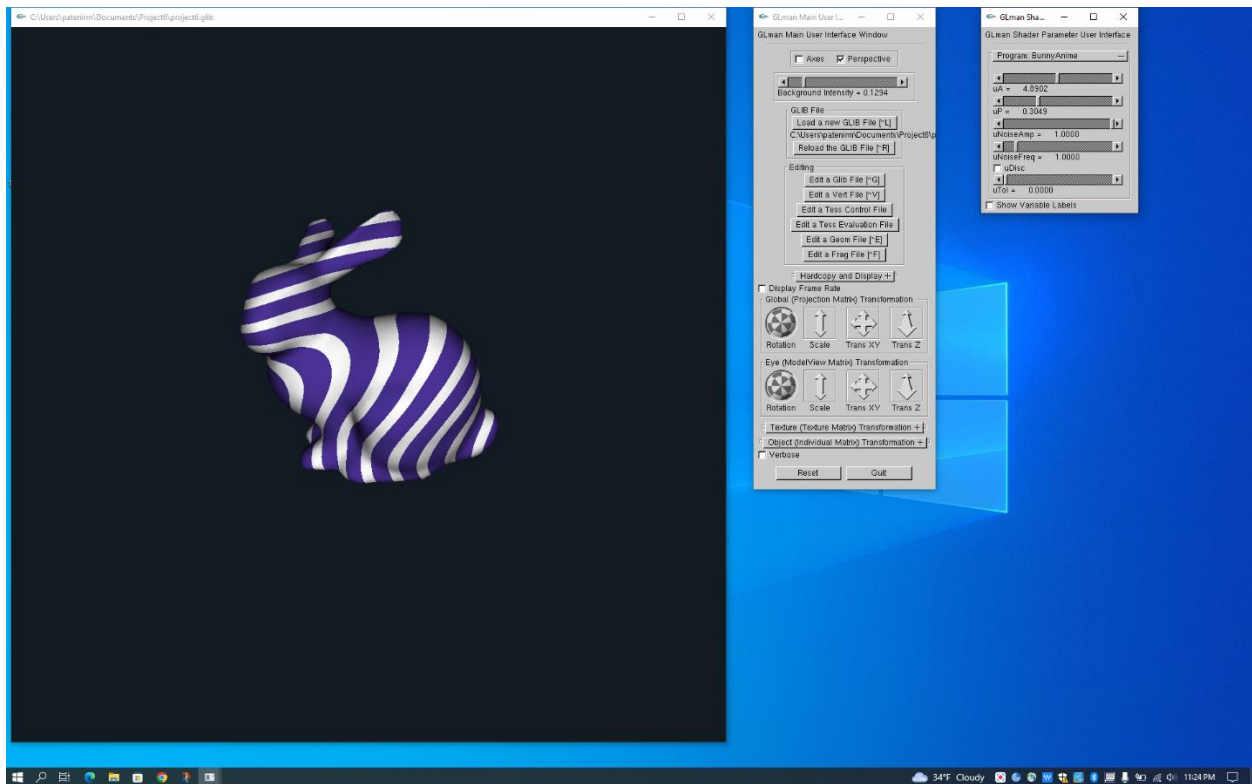 C:\Users\patenirm\Documents\Project6\project6.glib
GLman Main User I...
GLman Main User Interface Window
Axes
Perspective
Background Intensity = 0.1294
GLIB File
Load a new GLIB File [^L]
C:\Users\patenirm\Documents\Project6\p
Reload the GLIB File [^R]
Editing
Edit a Glib File [^G]
Edit a Vert File [^V]
Edit a Tess Control File
Edit a Tess Evaluation File
Edit a Geom File [^E]
Edit a Frag File [^F]
Hardcopy and Display +
Display Frame Rate
Global (Projection Matrix) Transformation
Rotation Scale Trans XY Trans Z
Eye (ModelView Matrix) Transformation
Rotation Scale Trans XY Trans Z
Texture (Texture Matrix) Transformation +
Object (Individual Matrix) Transformation +
Verbose
Reset Quit
GLman Sha...
GLman Shader Parameter User Interface
Program: BunnyAnime
uA = 4.8902
uP = 0.3049
uNoiseAmp = 1.0000
uNoiseFreq = 1.0000
uDisc
uTol = 0.0000
Show Variable Labels
34°F Cloudy 11:24 PM